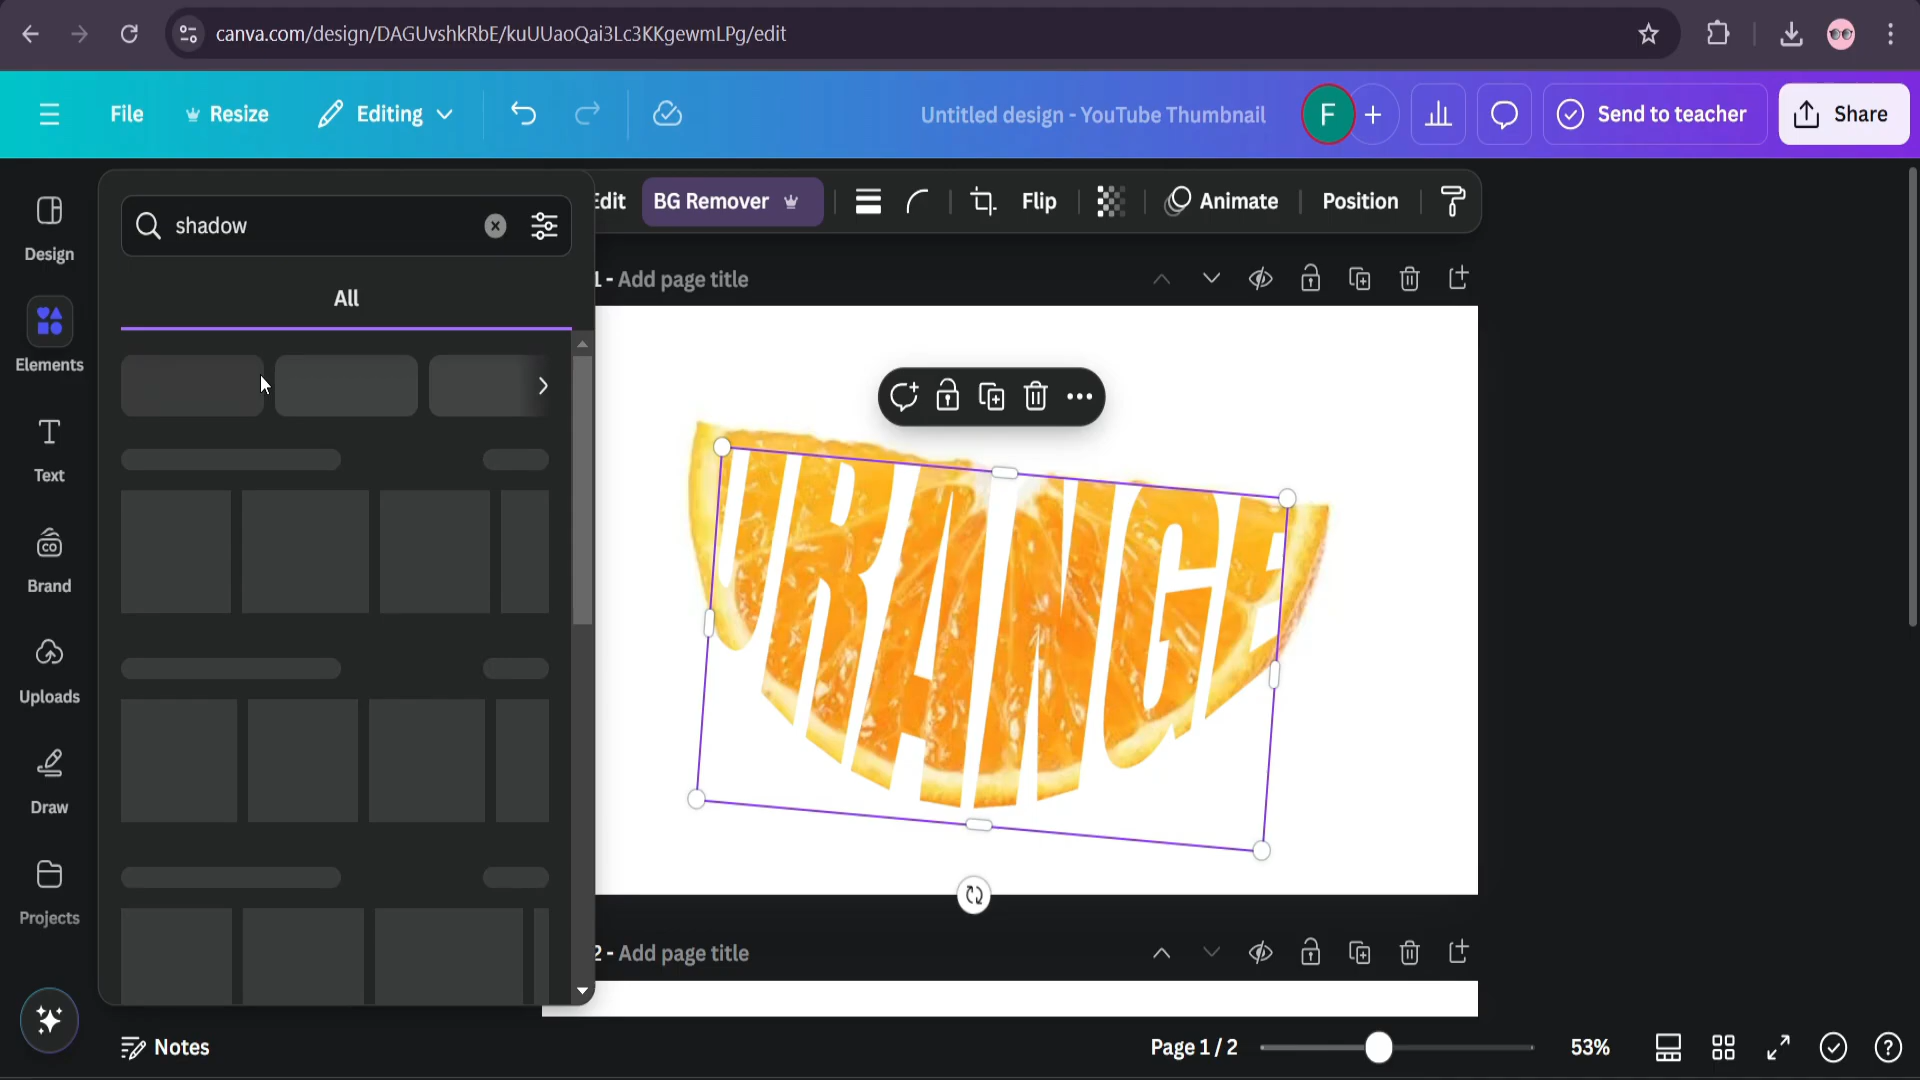 canva.com/design/DAGUvshkRbE/kuUUaoQai3Lc3KKgewmLPg/edit
File
Resize
Editing
Untitled design - YouTube Thumbnail
F
Send to teacher
Share
Design
Elements
Text
Brand
Uploads
Draw
Projects
shadow
All
Edit
BG Remover
Flip
Animate
Position
1 - Add page title
ORANGE
2 - Add page title
Notes
Page 1 / 2
53%